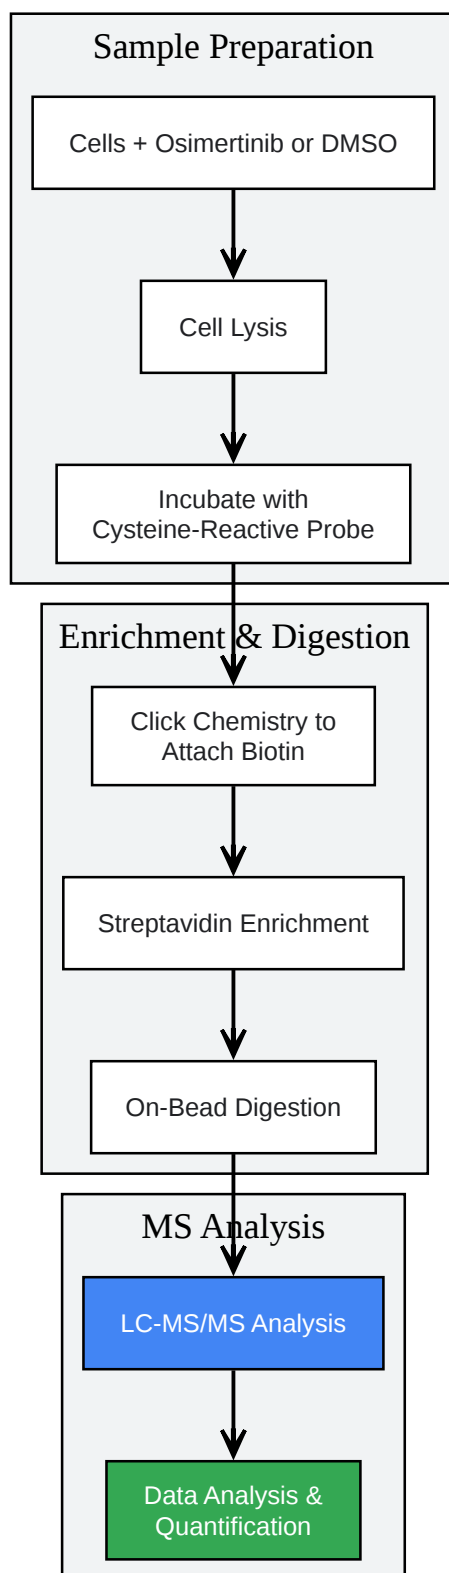 Sample Preparation
Cells + Osimertinib or DMSO
Cell Lysis
Incubate with
Cysteine-Reactive Probe
Enrichment & Digestion
Click Chemistry to
Attach Biotin
Streptavidin Enrichment
On-Bead Digestion
MS Analysis
LC-MS/MS Analysis
Data Analysis &
Quantification